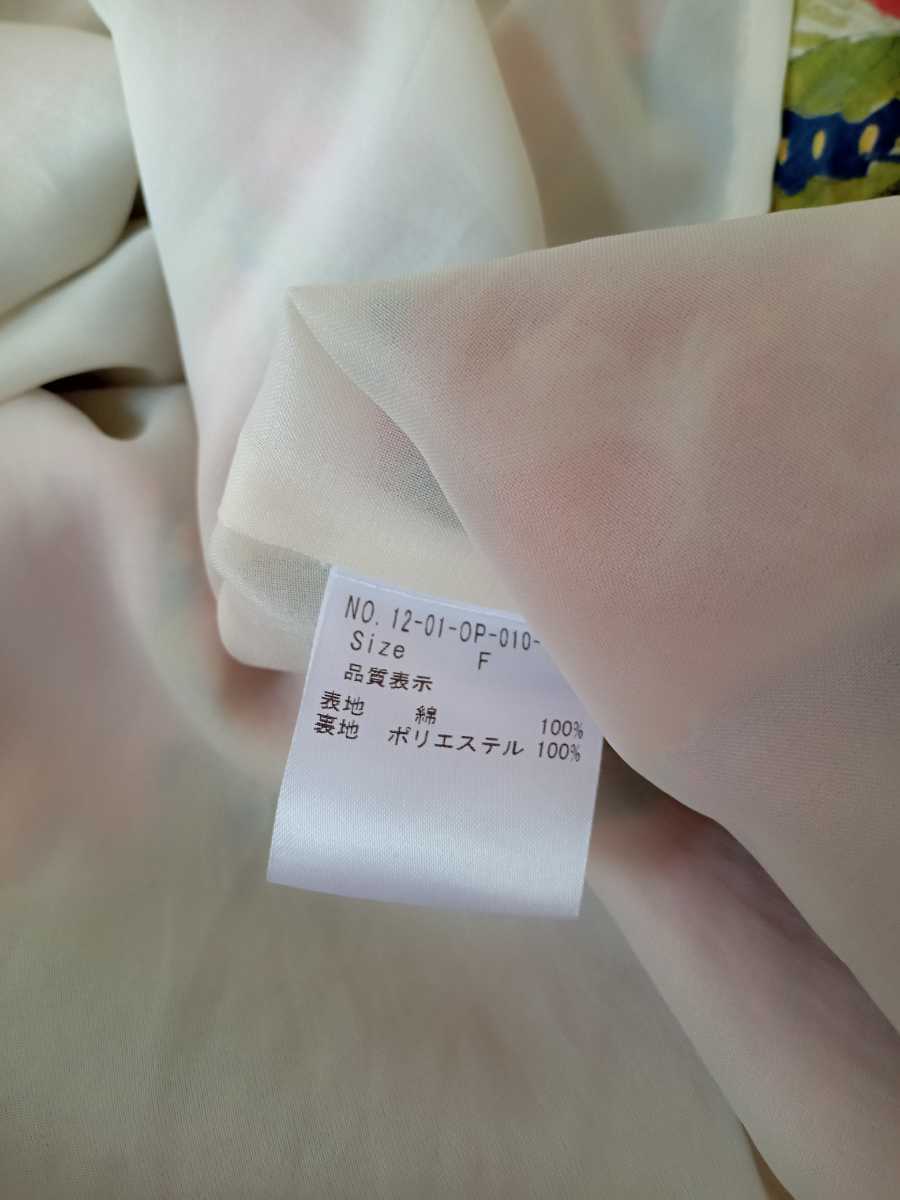 NO. 12-01-OP-010-
Size F
品質表示
表地 綿 100%
裏地 ポリエステル 100%